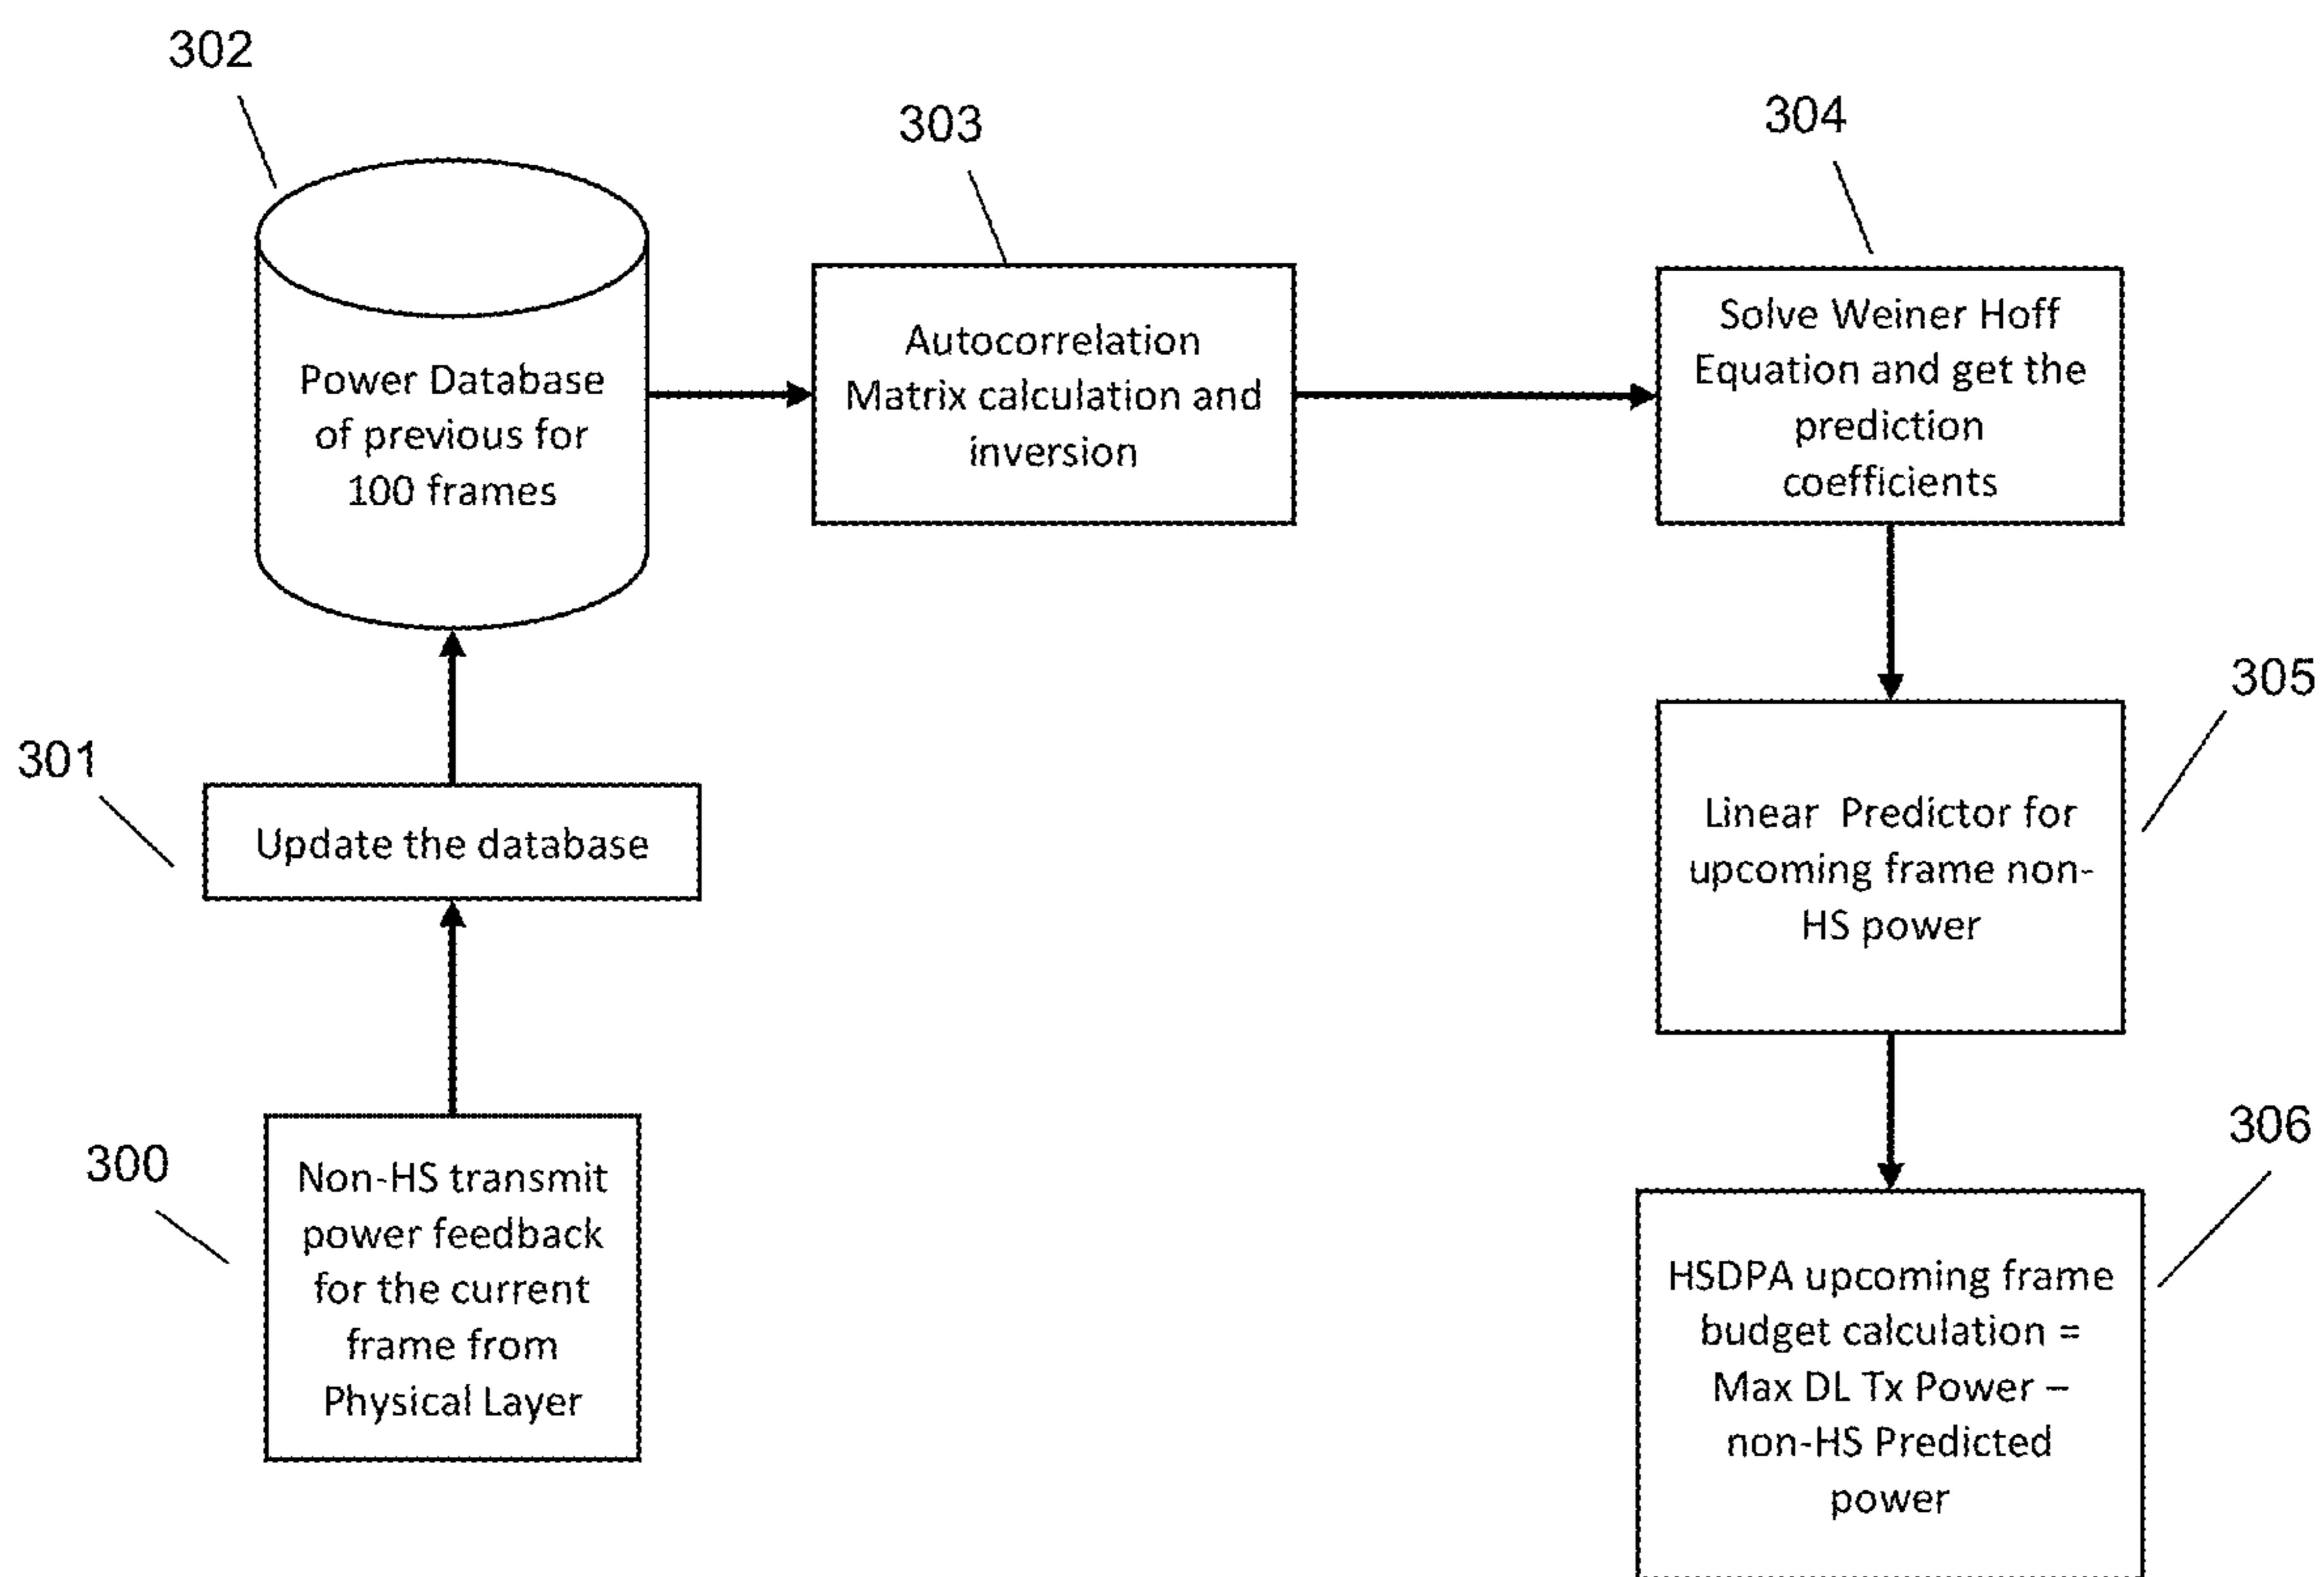 302
Power Database
of previous for
100 frames
303
Autocorrelation
Matrix calculation and
inversion
304
Solve Weiner Hoff
Equation and get the
prediction
coefficients
301
Update the database
305
Linear Predictor for
upcoming frame non-
HS power
300
Non-HS transmit
power feedback
for the current
frame from
Physical Layer
306
HSDPA upcoming frame
budget calculation =
Max DL Tx Power –
non-HS Predicted
power